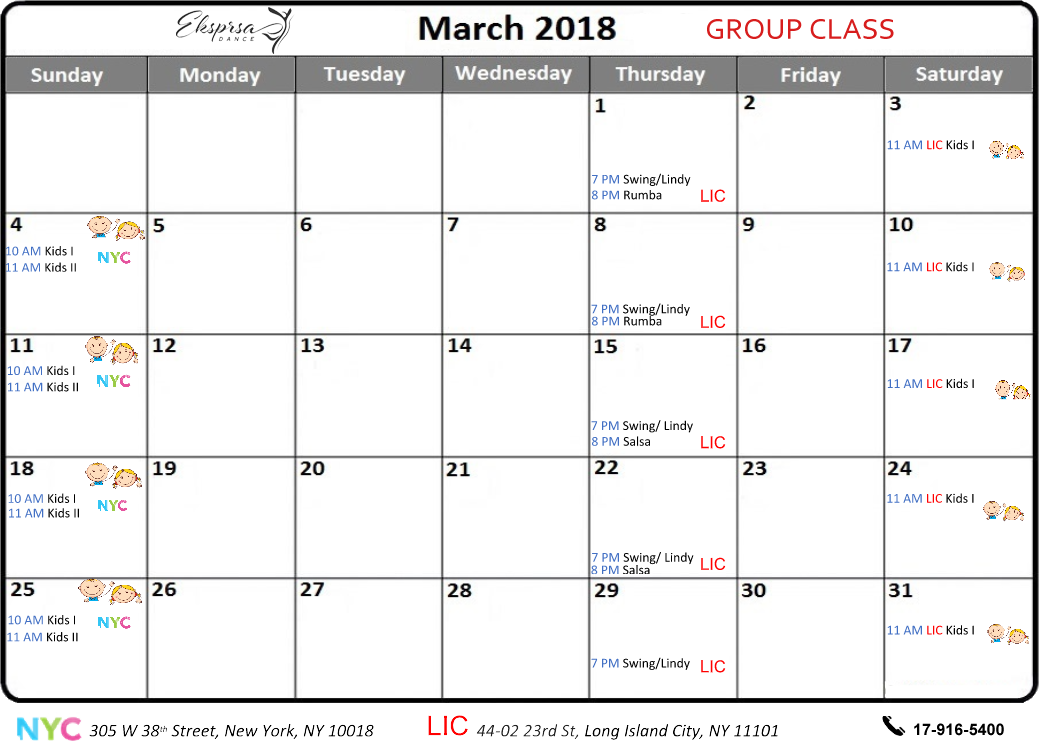 Eksprsa
DANCE
March 2018
GROUP CLASS
Sunday Monday Tuesday Wednesday Thursday Friday Saturday
1
7 PM Swing/Lindy
8 PM Rumba LIC
2
3
11 AM LIC Kids I
4
10 AM Kids I
11 AM Kids II
NYC
5
6
7
8
7 PM Swing/Lindy
8 PM Rumba LIC
9
10
11 AM LIC Kids I
11
10 AM Kids I
11 AM Kids II
NYC
12
13
14
15
7 PM Swing/ Lindy
8 PM Salsa LIC
16
17
11 AM LIC Kids I
18
10 AM Kids I
11 AM Kids II
NYC
19
20
21
22
7 PM Swing/ Lindy
8 PM Salsa LIC
23
24
11 AM LIC Kids I
25
10 AM Kids I
11 AM Kids II
NYC
26
27
28
29
7 PM Swing/Lindy LIC
30
31
11 AM LIC Kids I
NYC 305 W 38th Street, New York, NY 10018
LIC 44-02 23rd St, Long Island City, NY 11101
17-916-5400